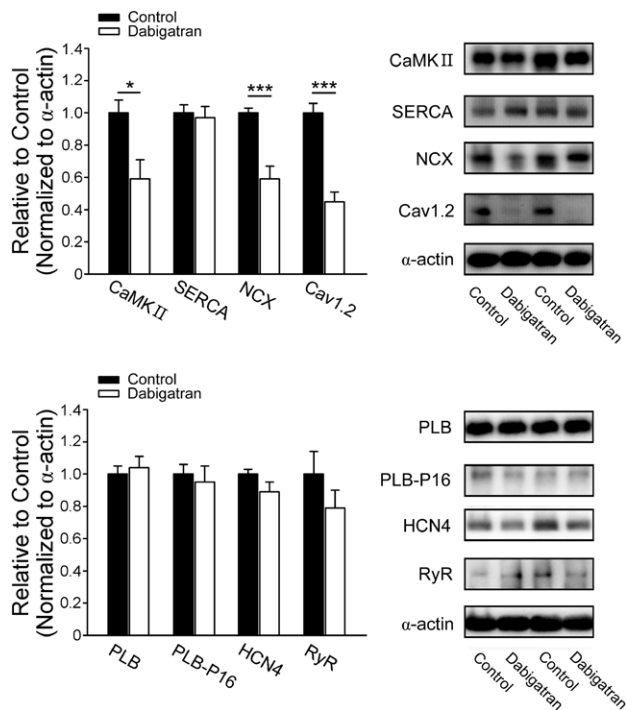 Control
Dabigatran
Relative to Control
(Normalized to α-actin)
1.4
1.2
1.0
0.8
0.6
0.4
0.2
0
*
***
***
CaMKⅡ
SERCA
NCX
Cav1.2
CaMKⅡ
SERCA
NCX
Cav1.2
α-actin
Control
Dabigatran
Control
Dabigatran
Control
Dabigatran
Relative to Control
(Normalized to α-actin)
1.4
1.2
1.0
0.8
0.6
0.4
0.2
0
PLB
PLB-P16
HCN4
RyR
PLB
PLB-P16
HCN4
RyR
α-actin
Control
Dabigatran
Control
Dabigatran